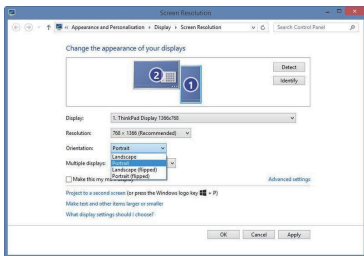 Screen Resolution
« Appearance and Personalisation ▸ Display ▸ Screen Resolution
Search Control Panel
Change the appearance of your displays
2
1
Detect
Identify
Display: 1. ThinkPad Display 1366x768
Resolution: 768 × 1366 (Recommended)
Orientation: Portrait
Landscape
Portrait
Landscape (flipped)
Portrait (flipped)
Multiple displays:
Make this my
Advanced settings
Project to a second screen (or press the Windows logo key + P)
Make text and other items larger or smaller
What display settings should I choose?
OK Cancel Apply